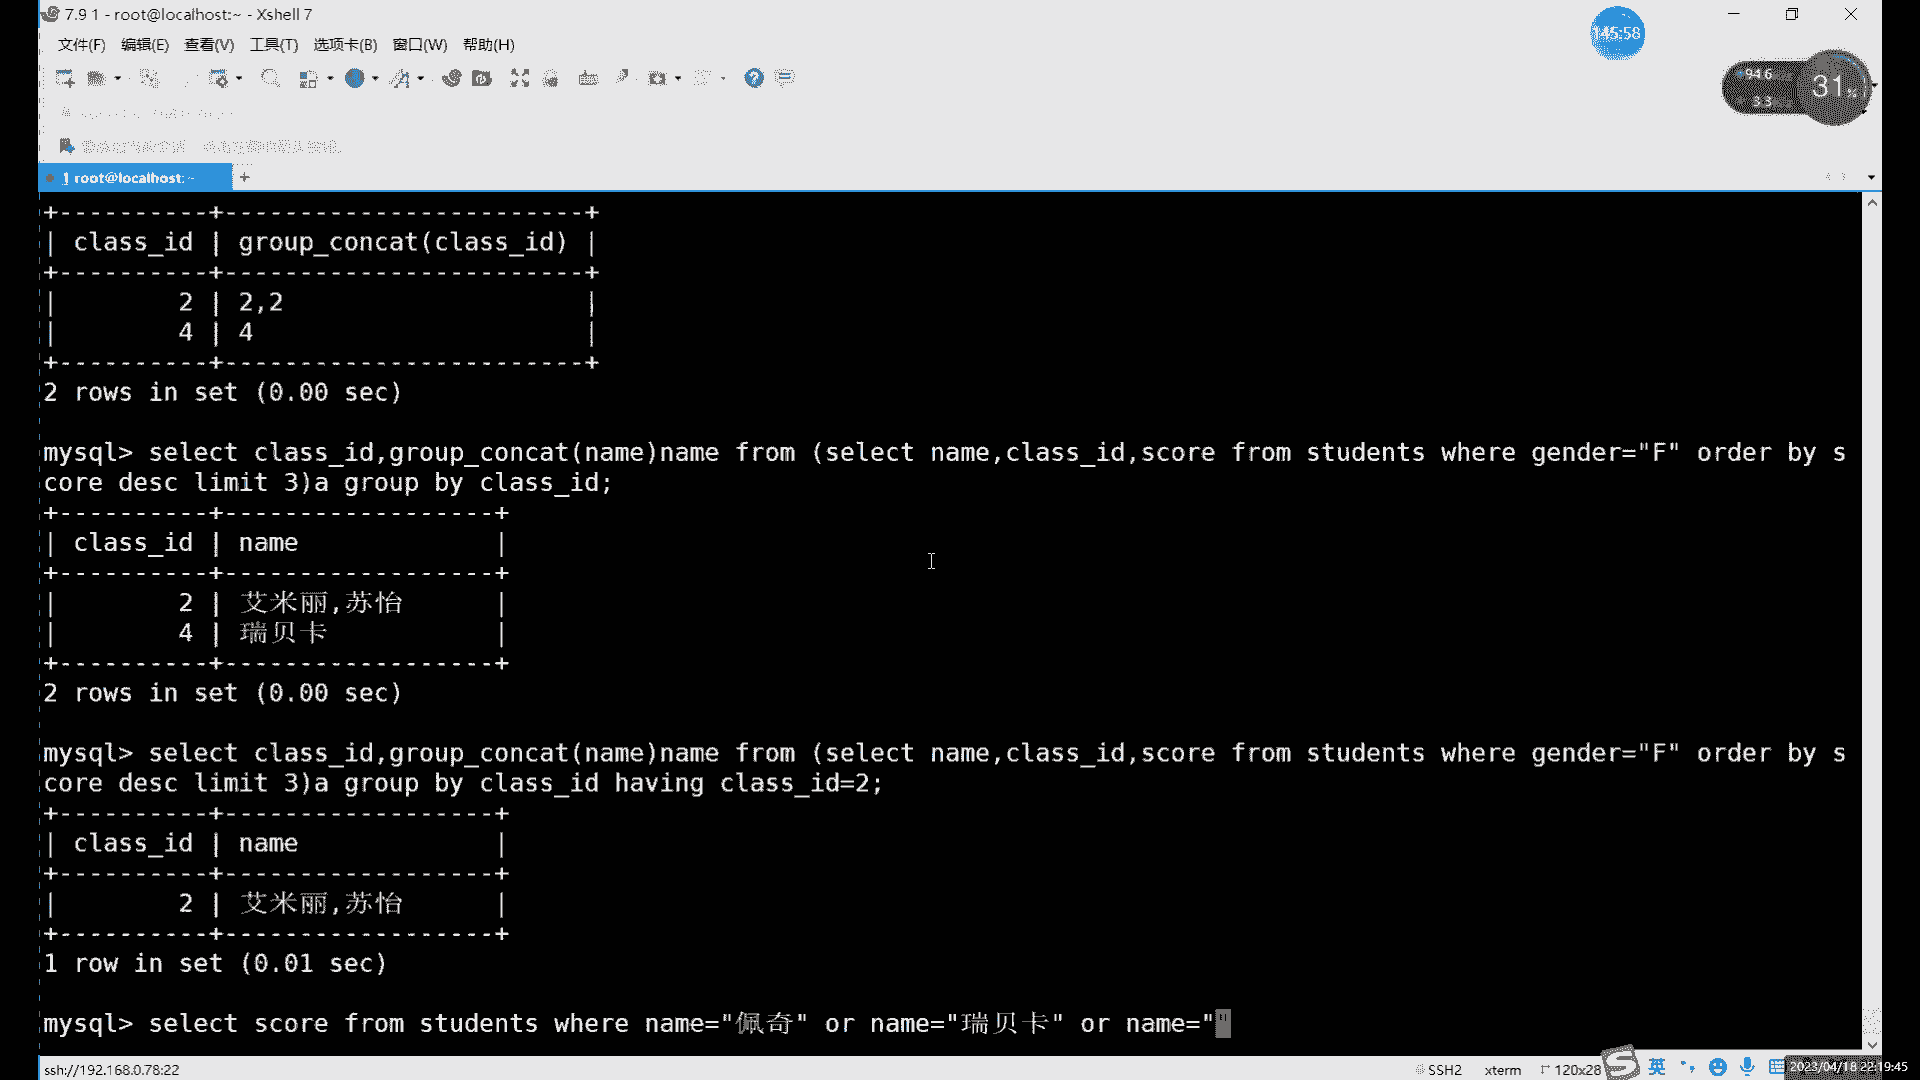 7.9 1 - root@localhost:~ - Xshell 7
145:58
文件(F) 编辑(E) 查看(V) 工具(T) 选项卡(B) 窗口(W) 帮助(H)
94.6
3.3
31%
1 root@localhost:~ +
+----------+------------------------+
| class_id | group_concat(class_id) |
+----------+------------------------+
| 2 | 2,2 |
| 4 | 4 |
+----------+------------------------+
2 rows in set (0.00 sec)
mysql> select class_id,group_concat(name)name from (select name,class_id,score from students where gender="F" order by s
core desc limit 3)a group by class_id;
+----------+------------------+
| class_id | name |
+----------+------------------+
| 2 | 艾米丽,苏怡 |
| 4 | 瑞贝卡 |
+----------+------------------+
2 rows in set (0.00 sec)
mysql> select class_id,group_concat(name)name from (select name,class_id,score from students where gender="F" order by s
core desc limit 3)a group by class_id having class_id=2;
+----------+------------------+
| class_id | name |
+----------+------------------+
| 2 | 艾米丽,苏怡 |
+----------+------------------+
1 row in set (0.01 sec)
mysql> select score from students where name="佩奇" or name="瑞贝卡" or name=""
ssh://192.168.0.78:22 SSH2 xterm 120x28 英 2023/04/18 22:19:45